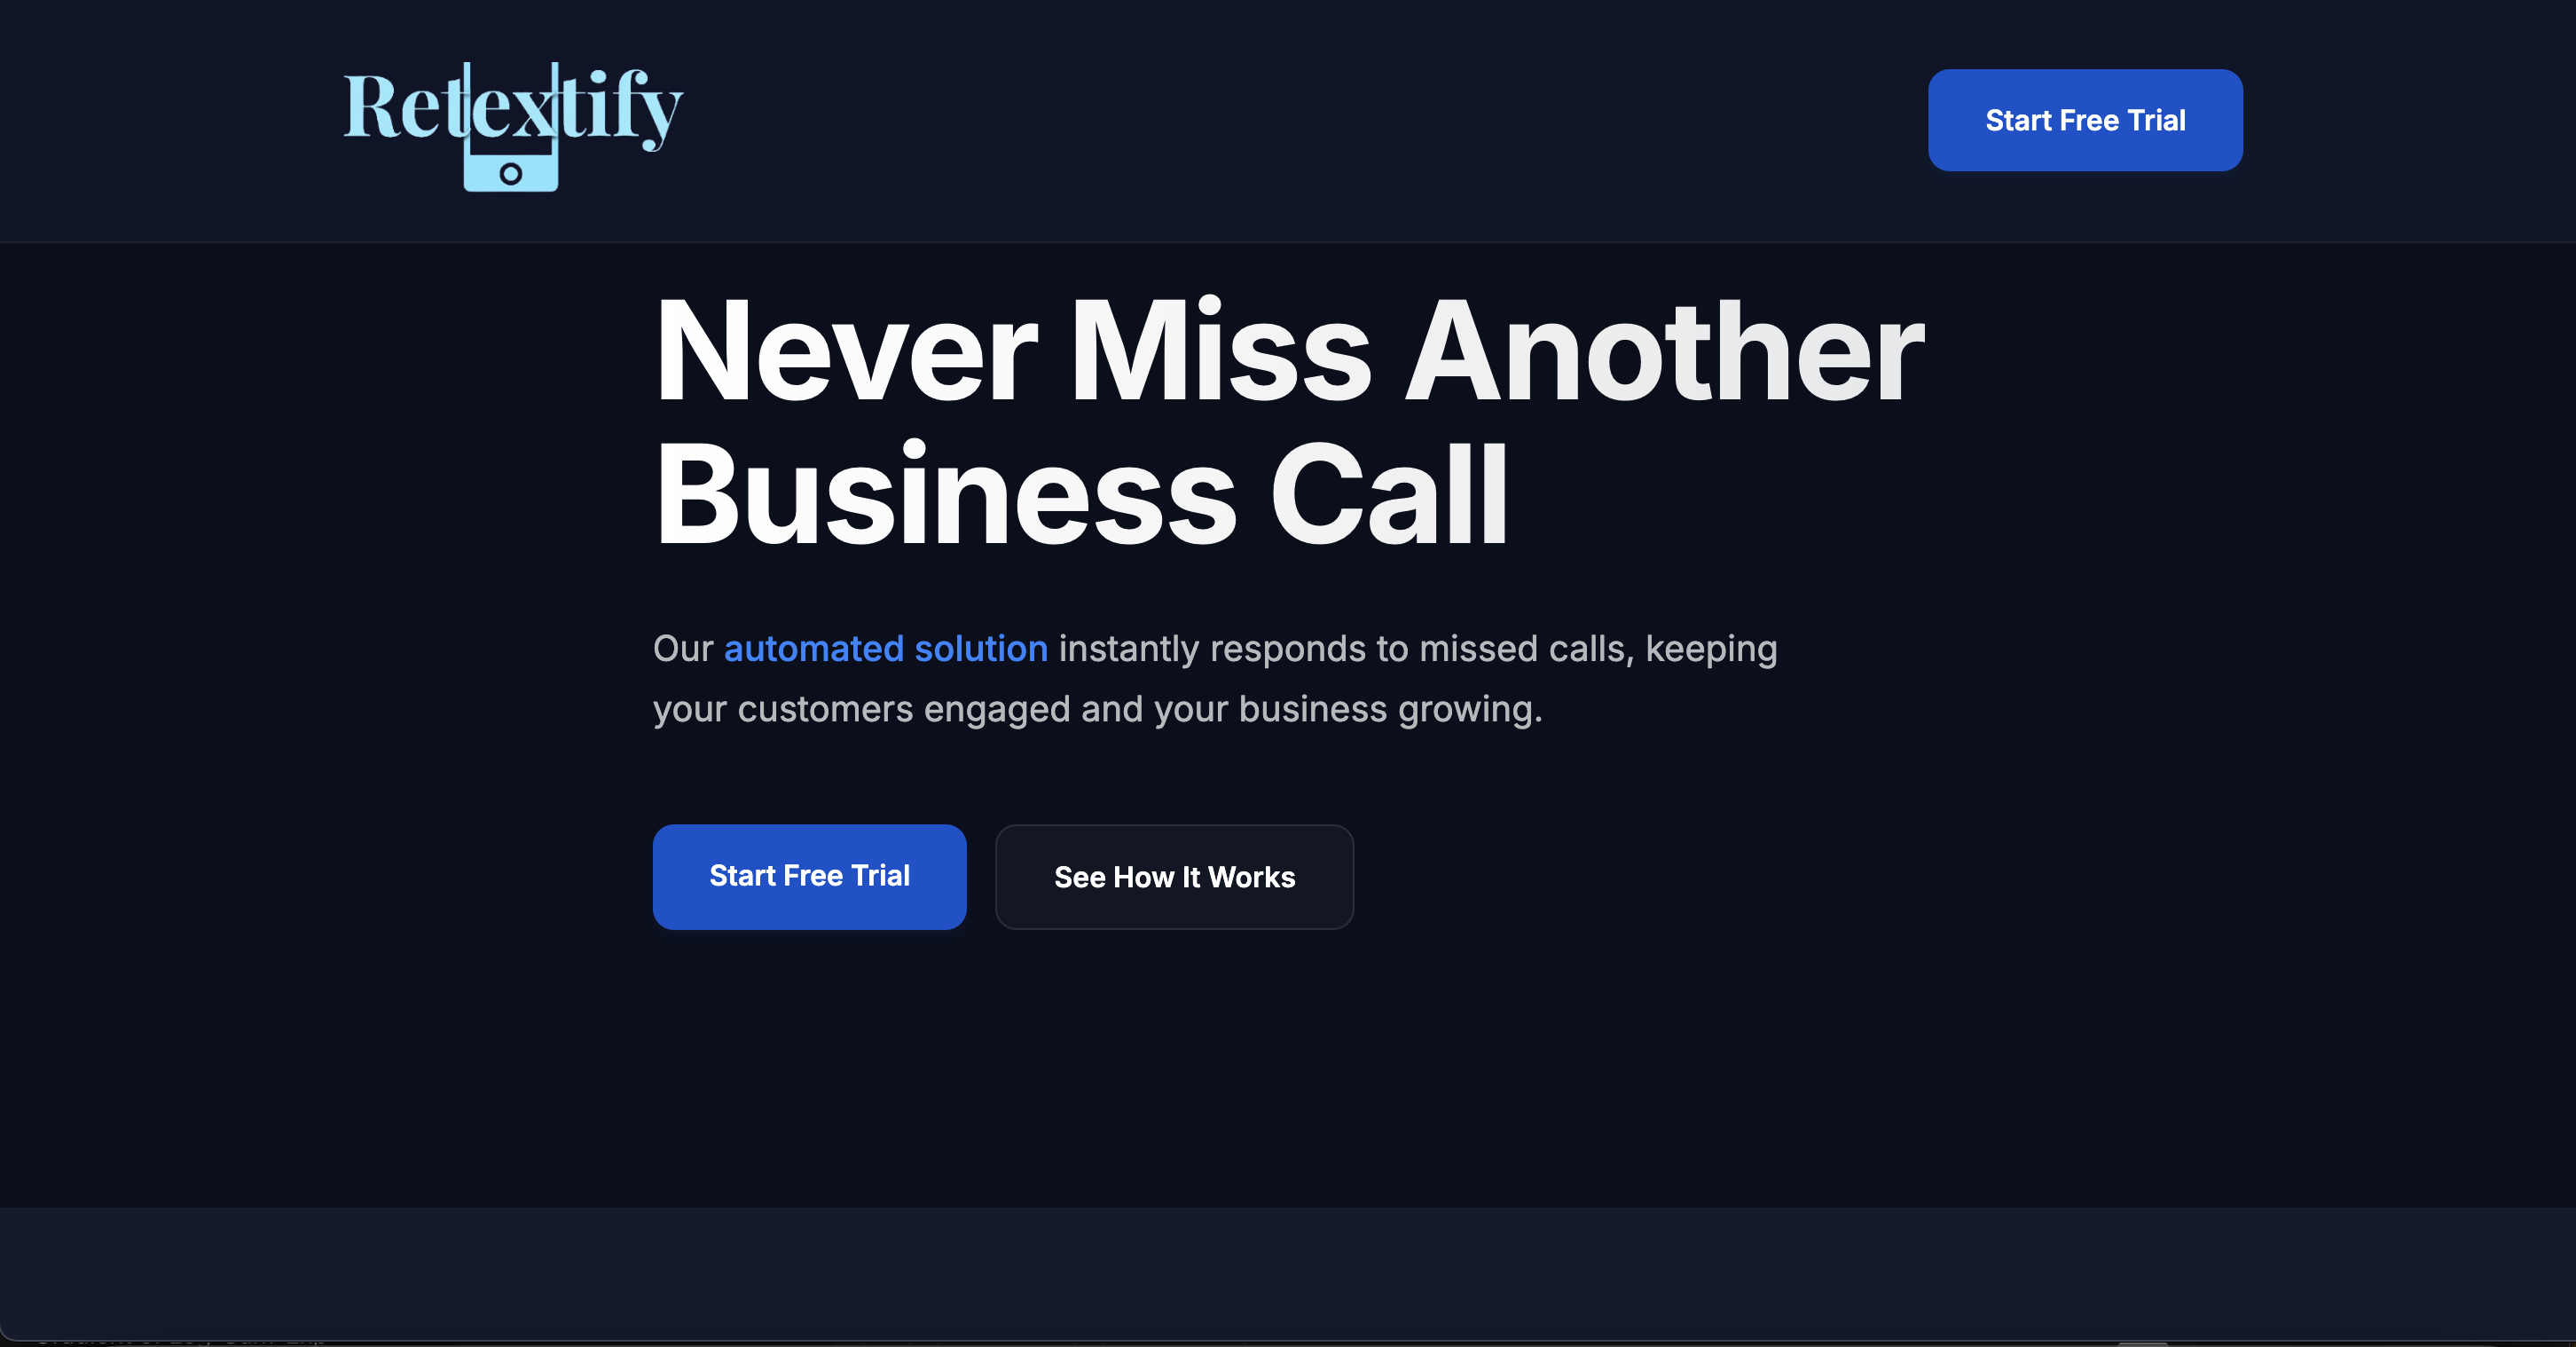 Retextify
Start Free Trial
Never Miss Another
Business Call
Our automated solution instantly responds to missed calls, keeping
your customers engaged and your business growing.
Start Free Trial
See How It Works